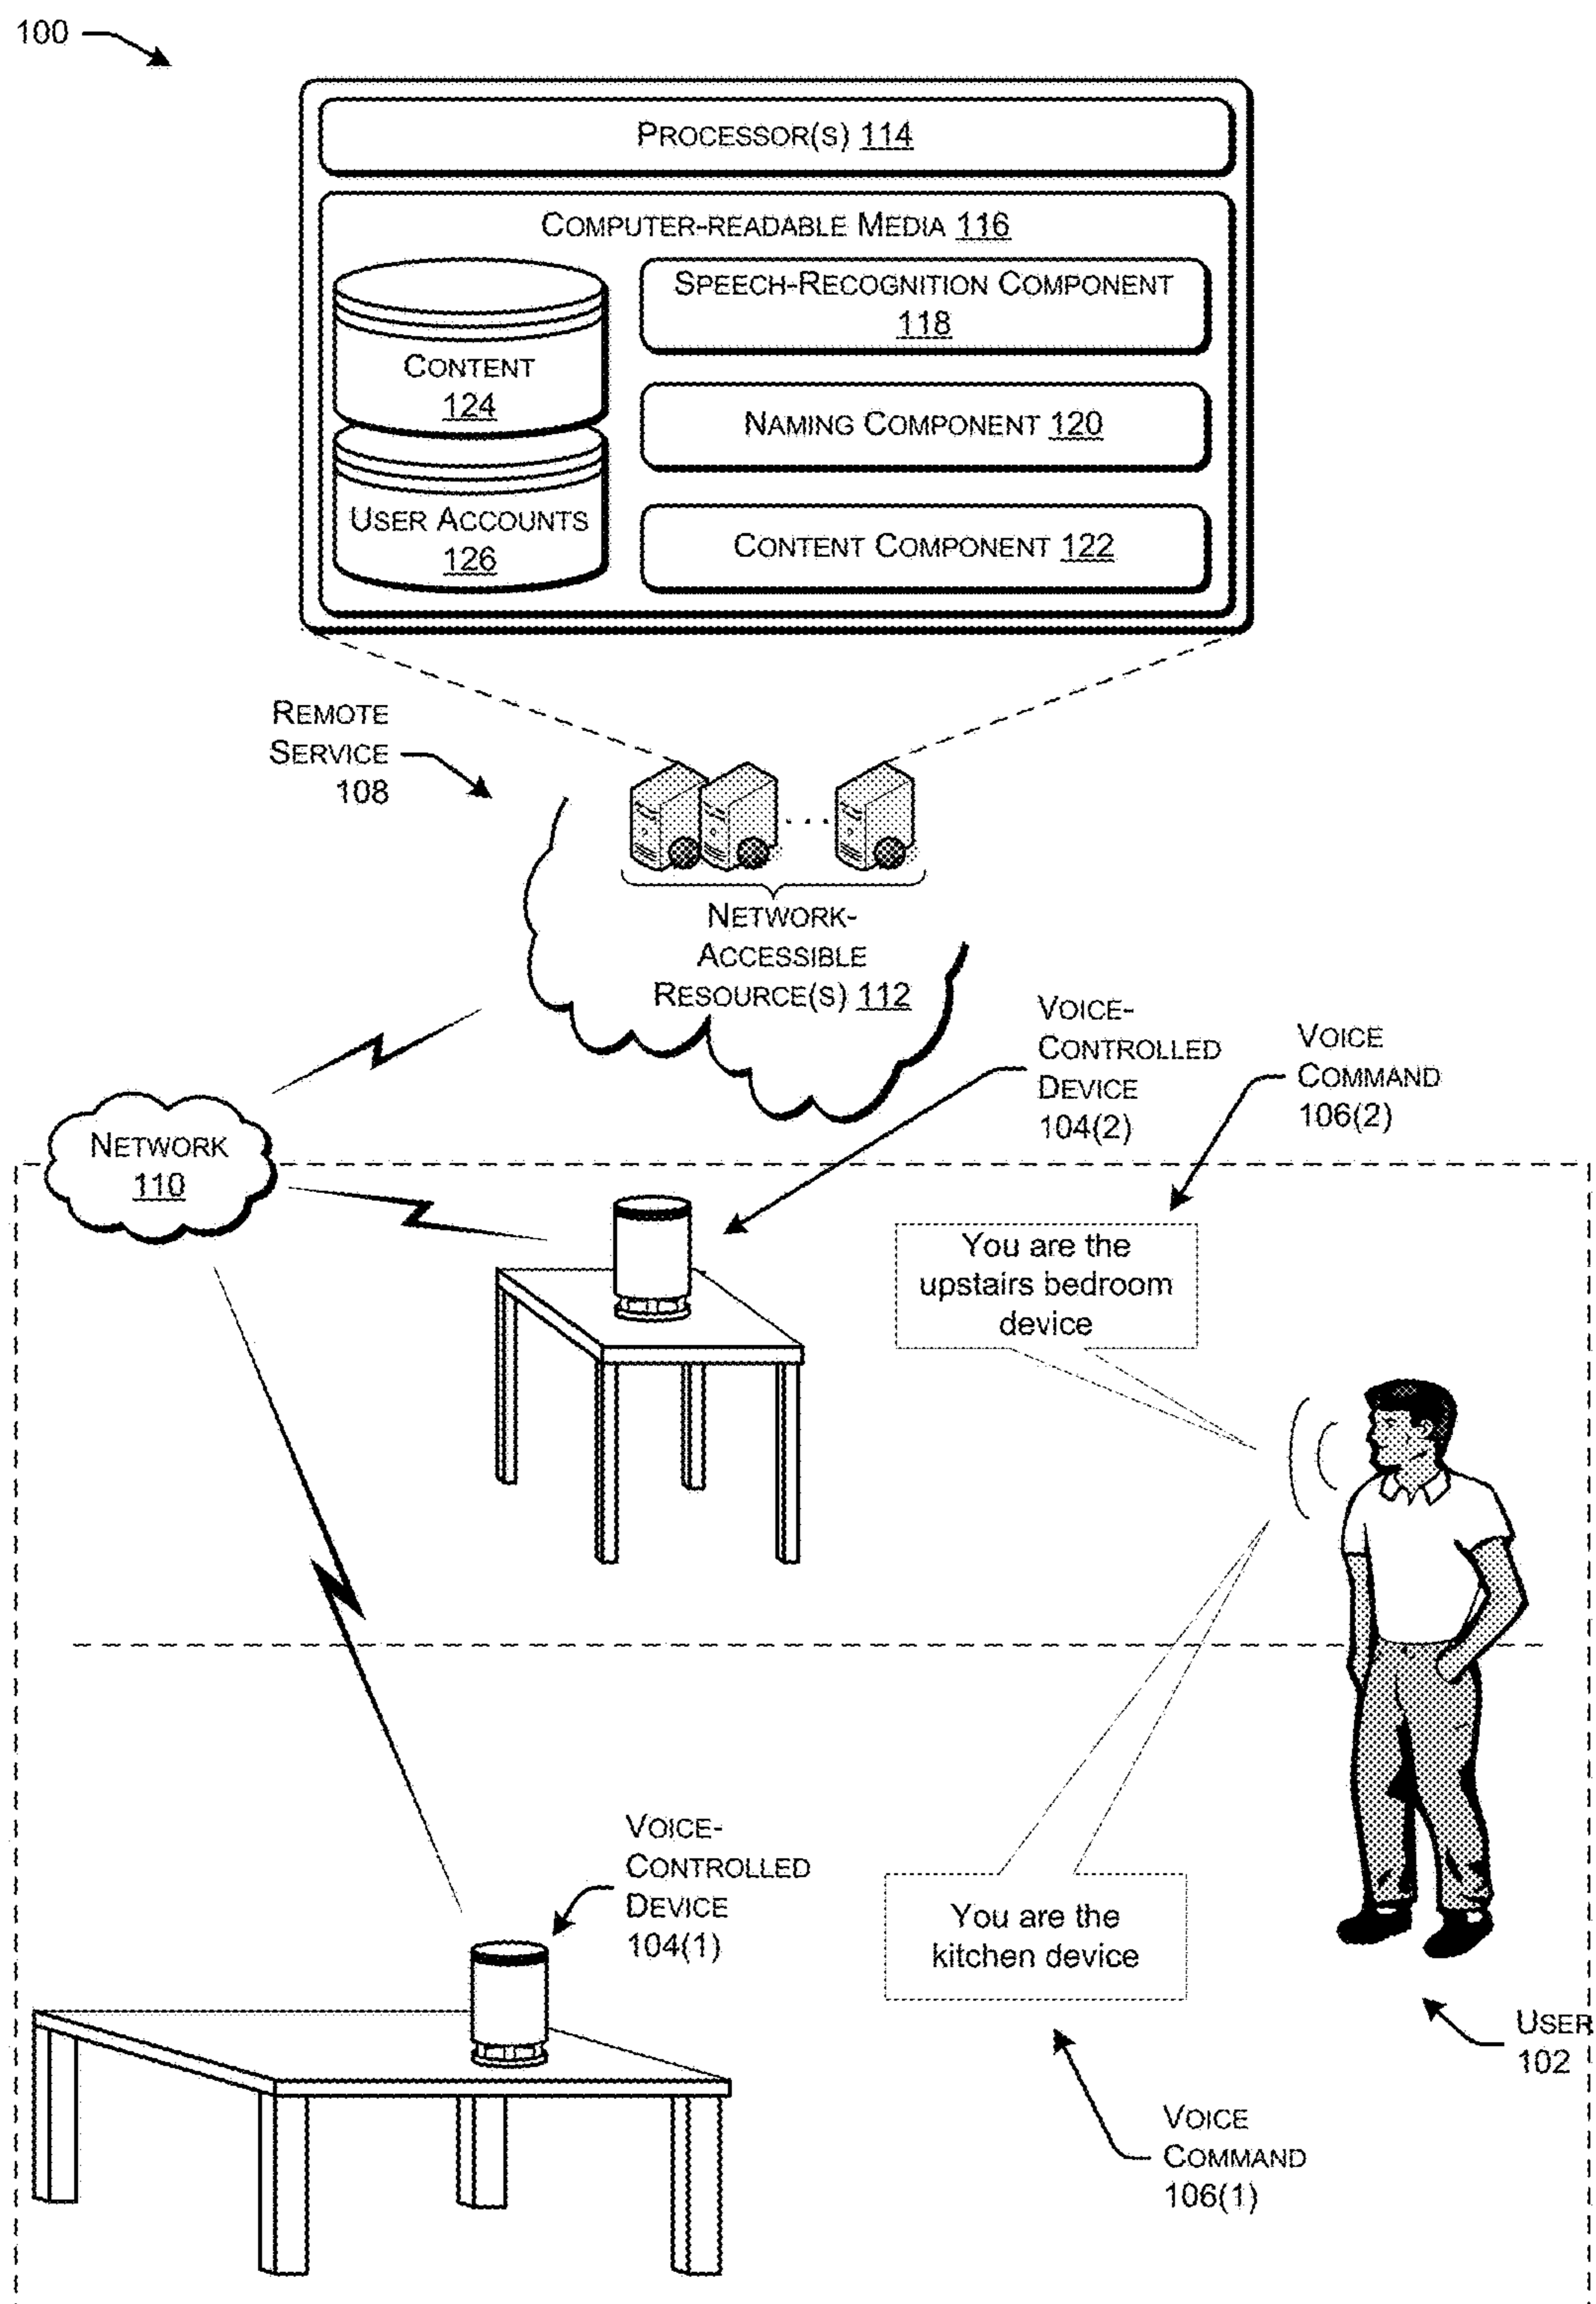 100
PROCESSOR(S) 114
COMPUTER-READABLE MEDIA 116
SPEECH-RECOGNITION COMPONENT
118
CONTENT
124
NAMING COMPONENT 120
USER ACCOUNTS
126
CONTENT COMPONENT 122
REMOTE
SERVICE
108
NETWORK-
ACCESSIBLE
RESOURCE(S) 112
VOICE-
CONTROLLED
DEVICE
104(2)
VOICE
COMMAND
106(2)
NETWORK
110
You are the
upstairs bedroom
device
VOICE-
CONTROLLED
DEVICE
104(1)
You are the
kitchen device
USER
102
VOICE
COMMAND
106(1)